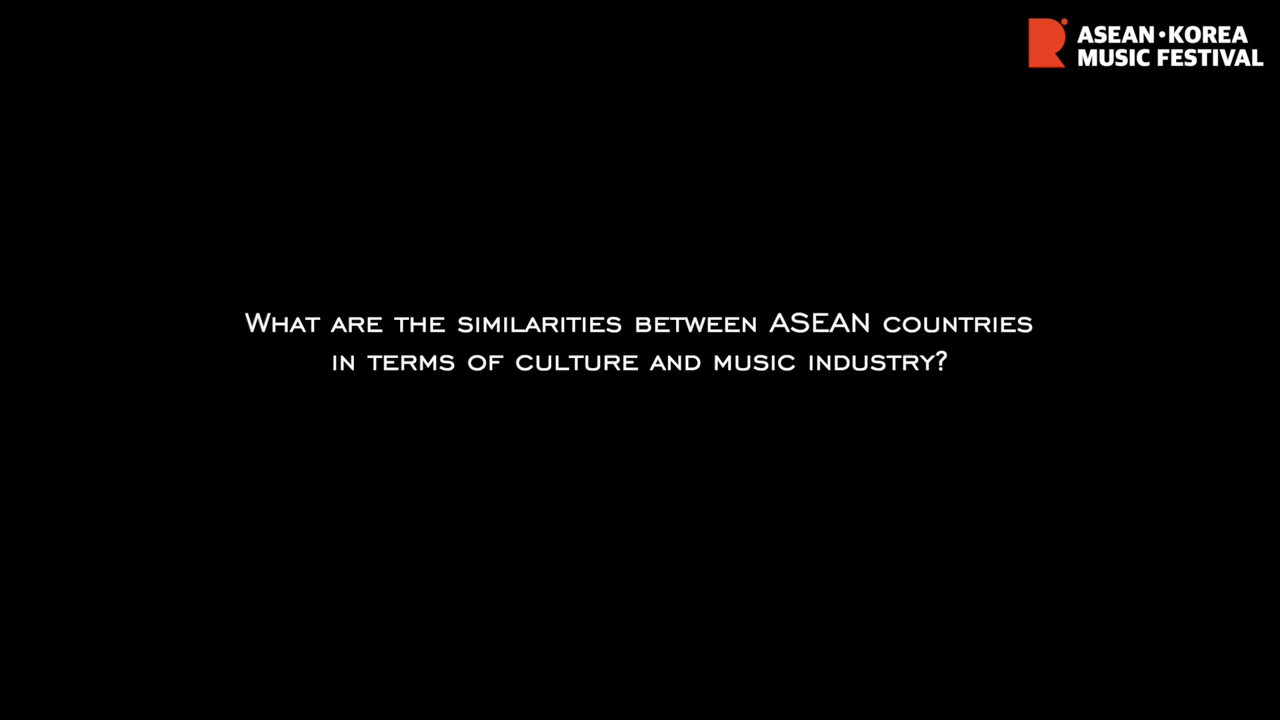 ASEAN•KOREA
MUSIC FESTIVAL
WHAT ARE THE SIMILARITIES BETWEEN ASEAN COUNTRIES
IN TERMS OF CULTURE AND MUSIC INDUSTRY?